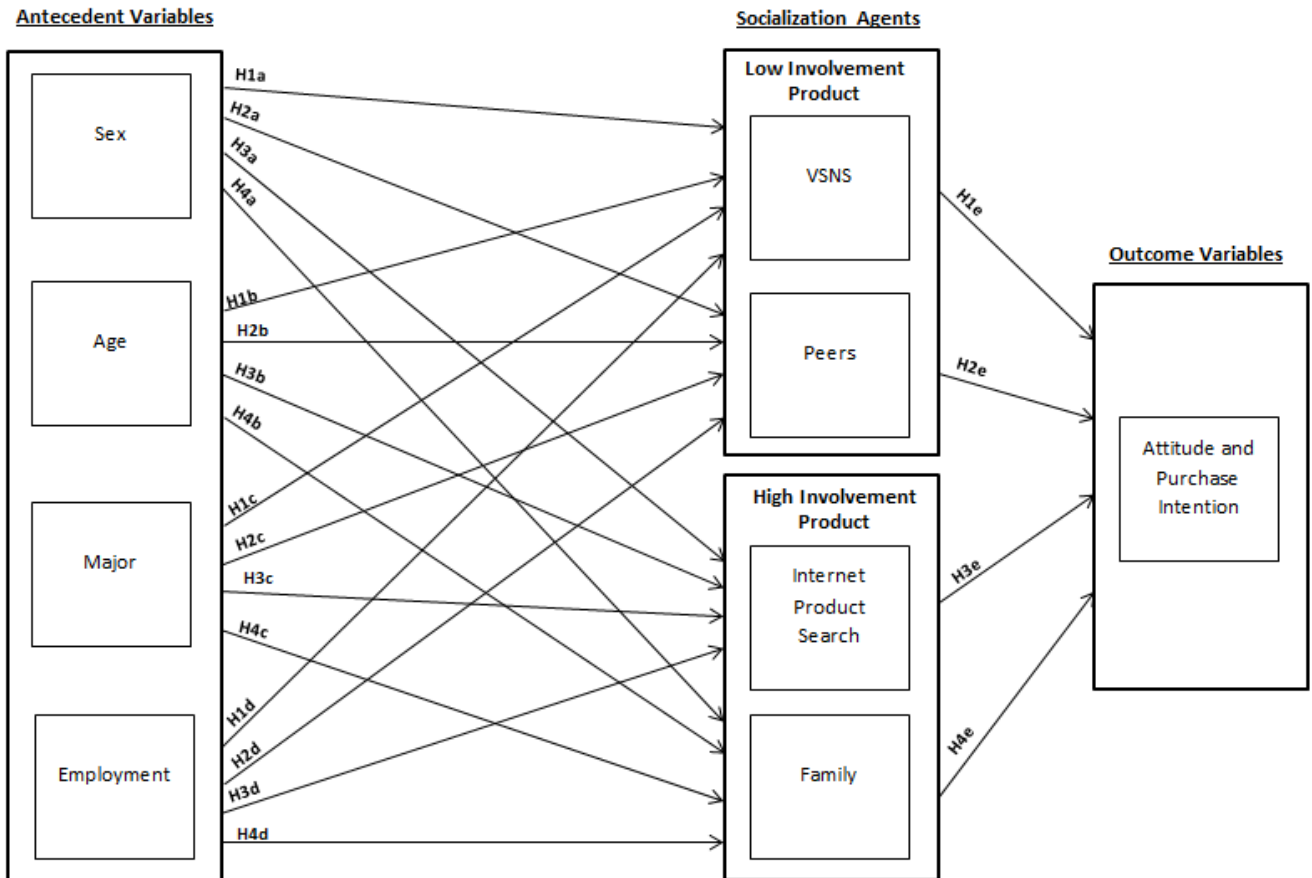 Antecedent Variables
Sex
Age
Major
Employment
H1a
H2a
H3a
H4a
H1b
H2b
H3b
H4b
H1c
H2c
H3c
H4c
H1d
H2d
H3d
H4d
Socialization Agents
Low Involvement
Product
VSNS
Peers
High Involvement
Product
Internet
Product
Search
Family
H1e
H2e
H3e
H4e
Outcome Variables
Attitude and
Purchase
Intention